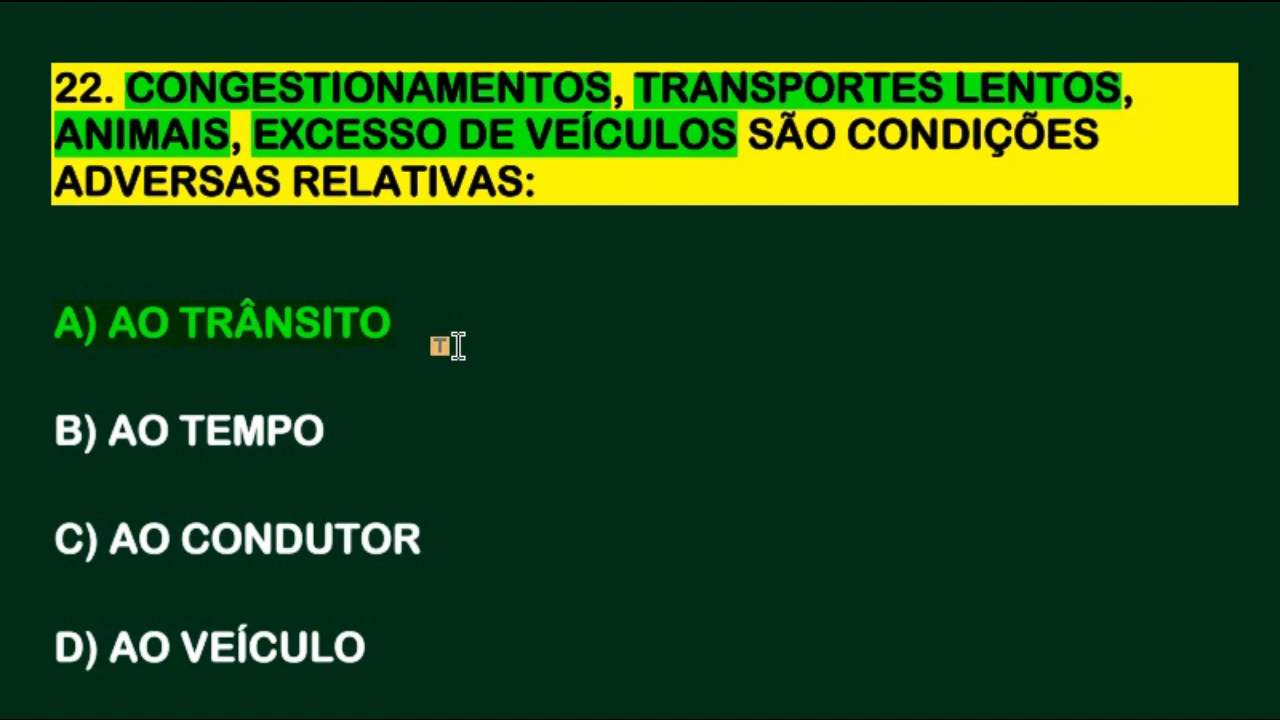 22. CONGESTIONAMENTOS, TRANSPORTES LENTOS,
ANIMAIS, EXCESSO DE VEÍCULOS SÃO CONDIÇÕES
ADVERSAS RELATIVAS:
A) AO TRÂNSITO
T
B) AO TEMPO
C) AO CONDUTOR
D) AO VEÍCULO